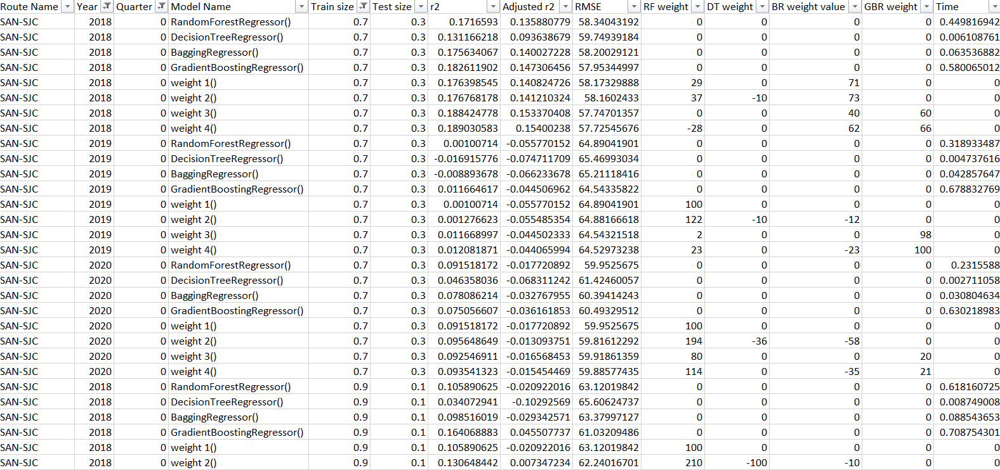 Route Name Year Quarter Model Name Train size Test size r2 Adjusted r2 RMSE RF weight DT weight BR weight value GBR weight Time
SAN-SJC 2018 0 RandomForestRegressor() 0.7 0.3 0.1716593 0.135880779 58.34043192 0 0 0 0 0.449816942
SAN-SJC 2018 0 DecisionTreeRegressor() 0.7 0.3 0.131166218 0.093638679 59.74939184 0 0 0 0 0.006108761
SAN-SJC 2018 0 BaggingRegressor() 0.7 0.3 0.175634067 0.140027228 58.20029121 0 0 0 0 0.063536882
SAN-SJC 2018 0 GradientBoostingRegressor() 0.7 0.3 0.182611902 0.147306456 57.95344997 0 0 0 0 0.580065012
SAN-SJC 2018 0 weight 1() 0.7 0.3 0.176398545 0.140824726 58.17329888 29 0 71 0 0
SAN-SJC 2018 0 weight 2() 0.7 0.3 0.176768178 0.141210324 58.1602433 37 -10 73 0 0
SAN-SJC 2018 0 weight 3() 0.7 0.3 0.188424778 0.153370408 57.74701357 0 0 40 60 0
SAN-SJC 2018 0 weight 4() 0.7 0.3 0.189030583 0.15400238 57.72545676 -28 0 62 66 0
SAN-SJC 2019 0 RandomForestRegressor() 0.7 0.3 0.00100714 -0.055770152 64.89041901 0 0 0 0 0.318933487
SAN-SJC 2019 0 DecisionTreeRegressor() 0.7 0.3 -0.016915776 -0.074711709 65.46993034 0 0 0 0 0.004737616
SAN-SJC 2019 0 BaggingRegressor() 0.7 0.3 -0.008893678 -0.066233678 65.21118416 0 0 0 0 0.042857647
SAN-SJC 2019 0 GradientBoostingRegressor() 0.7 0.3 0.011664617 -0.044506962 64.54335822 0 0 0 0 0.678832769
SAN-SJC 2019 0 weight 1() 0.7 0.3 0.00100714 -0.055770152 64.89041901 100 0 0 0 0
SAN-SJC 2019 0 weight 2() 0.7 0.3 0.001276623 -0.055485354 64.88166618 122 -10 -12 0 0
SAN-SJC 2019 0 weight 3() 0.7 0.3 0.011668997 -0.044502333 64.54321518 2 0 0 98 0
SAN-SJC 2019 0 weight 4() 0.7 0.3 0.012081871 -0.044065994 64.52973238 23 0 -23 100 0
SAN-SJC 2020 0 RandomForestRegressor() 0.7 0.3 0.091518172 -0.017720892 59.9525675 0 0 0 0 0.2315588
SAN-SJC 2020 0 DecisionTreeRegressor() 0.7 0.3 0.046358036 -0.068311242 61.42460057 0 0 0 0 0.002711058
SAN-SJC 2020 0 BaggingRegressor() 0.7 0.3 0.078086214 -0.032767955 60.39414243 0 0 0 0 0.030804634
SAN-SJC 2020 0 GradientBoostingRegressor() 0.7 0.3 0.075056607 -0.036161853 60.49329512 0 0 0 0 0.630218983
SAN-SJC 2020 0 weight 1() 0.7 0.3 0.091518172 -0.017720892 59.9525675 100 0 0 0 0
SAN-SJC 2020 0 weight 2() 0.7 0.3 0.095648649 -0.013093751 59.81612292 194 -36 -58 0 0
SAN-SJC 2020 0 weight 3() 0.7 0.3 0.092546911 -0.016568453 59.91861359 80 0 0 20 0
SAN-SJC 2020 0 weight 4() 0.7 0.3 0.093541323 -0.015454469 59.88577435 114 0 -35 21 0
SAN-SJC 2018 0 RandomForestRegressor() 0.9 0.1 0.105890625 -0.020922016 63.12019842 0 0 0 0 0.618160725
SAN-SJC 2018 0 DecisionTreeRegressor() 0.9 0.1 0.034072941 -0.10292569 65.60624737 0 0 0 0 0.008749008
SAN-SJC 2018 0 BaggingRegressor() 0.9 0.1 0.098516019 -0.029342571 63.37997127 0 0 0 0 0.088543653
SAN-SJC 2018 0 GradientBoostingRegressor() 0.9 0.1 0.164068883 0.045507737 61.03209486 0 0 0 0 0.708754301
SAN-SJC 2018 0 weight 1() 0.9 0.1 0.105890625 -0.020922016 63.12019842 100 0 0 0 0
SAN-SJC 2018 0 weight 2() 0.9 0.1 0.130648442 0.007347234 62.24016701 210 -100 -10 0 0